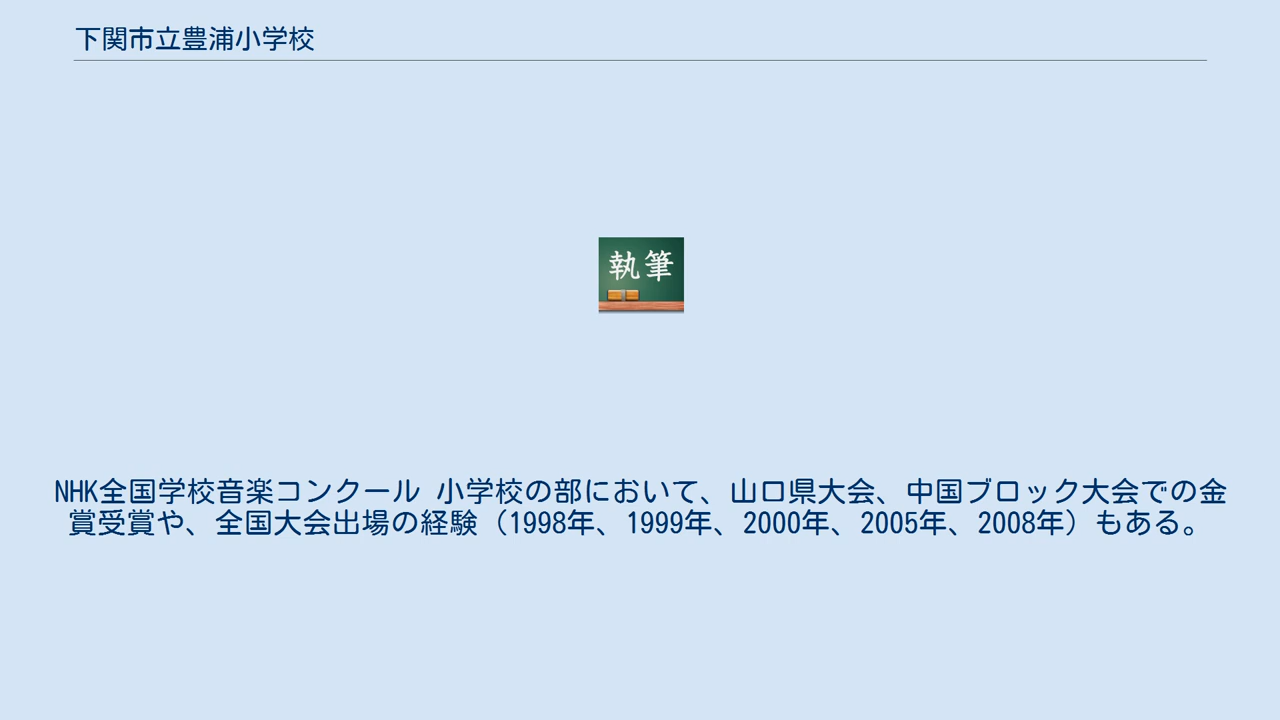 下関市立豊浦小学校
執筆
NHK全国学校音楽コンクール 小学校の部において、山口県大会、中国ブロック大会での金
賞受賞や、全国大会出場の経験（1998年、1999年、2000年、2005年、2008年）もある。